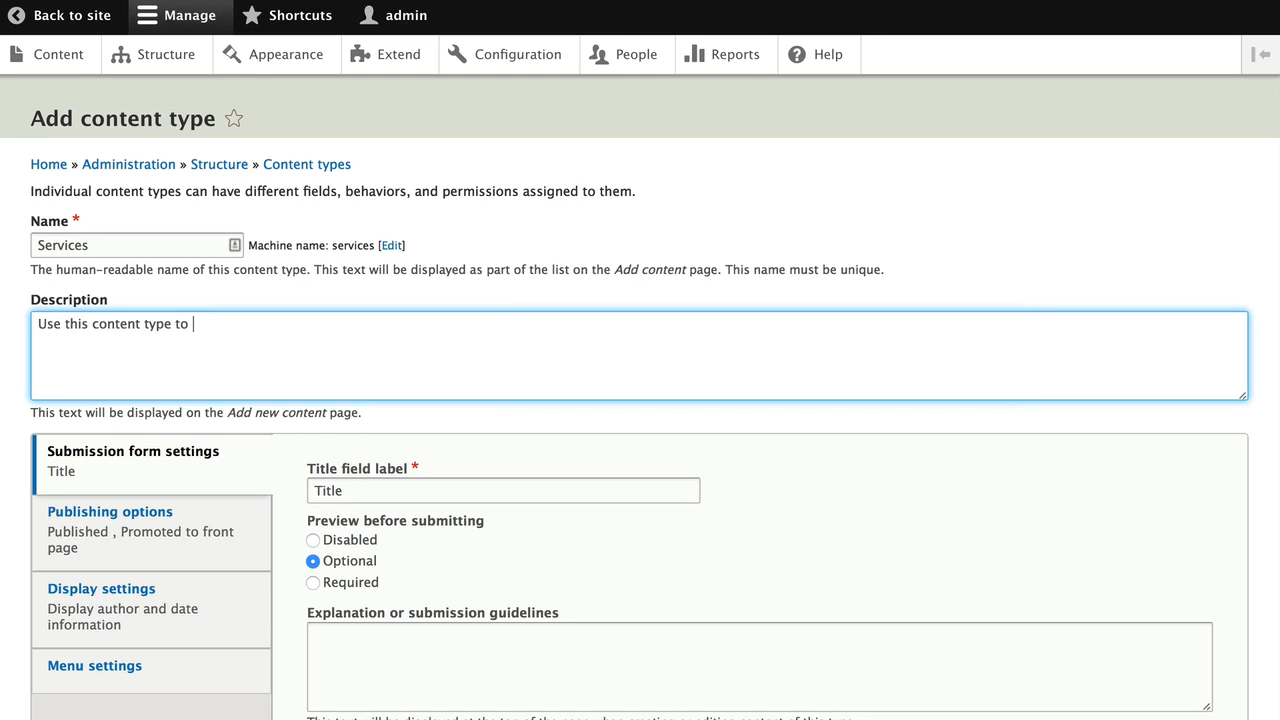 Back to site Manage Shortcuts admin
Content Structure Appearance Extend Configuration People Reports Help
Add content type
Home » Administration » Structure » Content types
Individual content types can have different fields, behaviors, and permissions assigned to them.
Name *
Services Machine name: services [Edit]
The human-readable name of this content type. This text will be displayed as part of the list on the Add content page. This name must be unique.
Description
Use this content type to
This text will be displayed on the Add new content page.
Submission form settings
Title
Publishing options
Published , Promoted to front
page
Display settings
Display author and date
information
Menu settings
Title field label *
Title
Preview before submitting
Disabled
Optional
Required
Explanation or submission guidelines